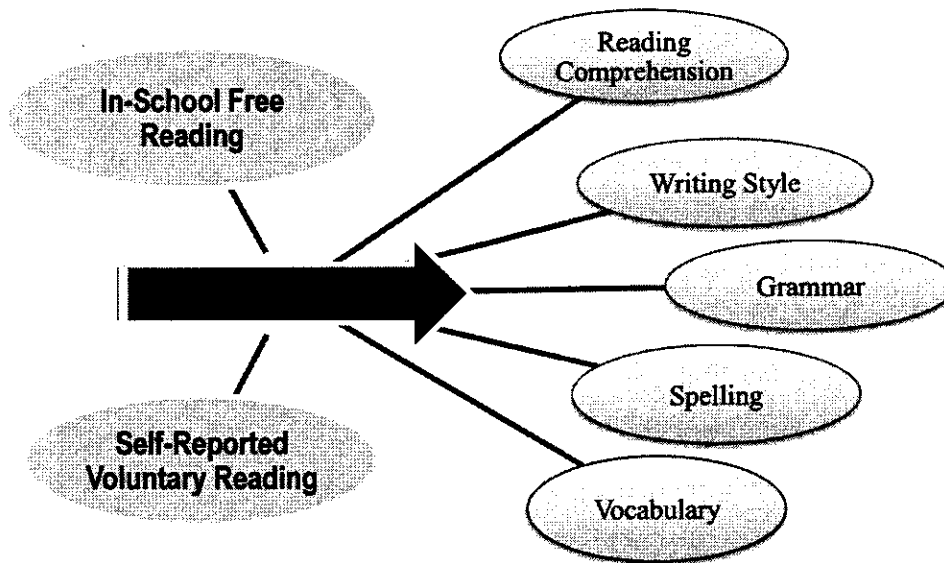 In-School Free
Reading
Self-Reported
Voluntary Reading
Reading
Comprehension
Writing Style
Grammar
Spelling
Vocabulary